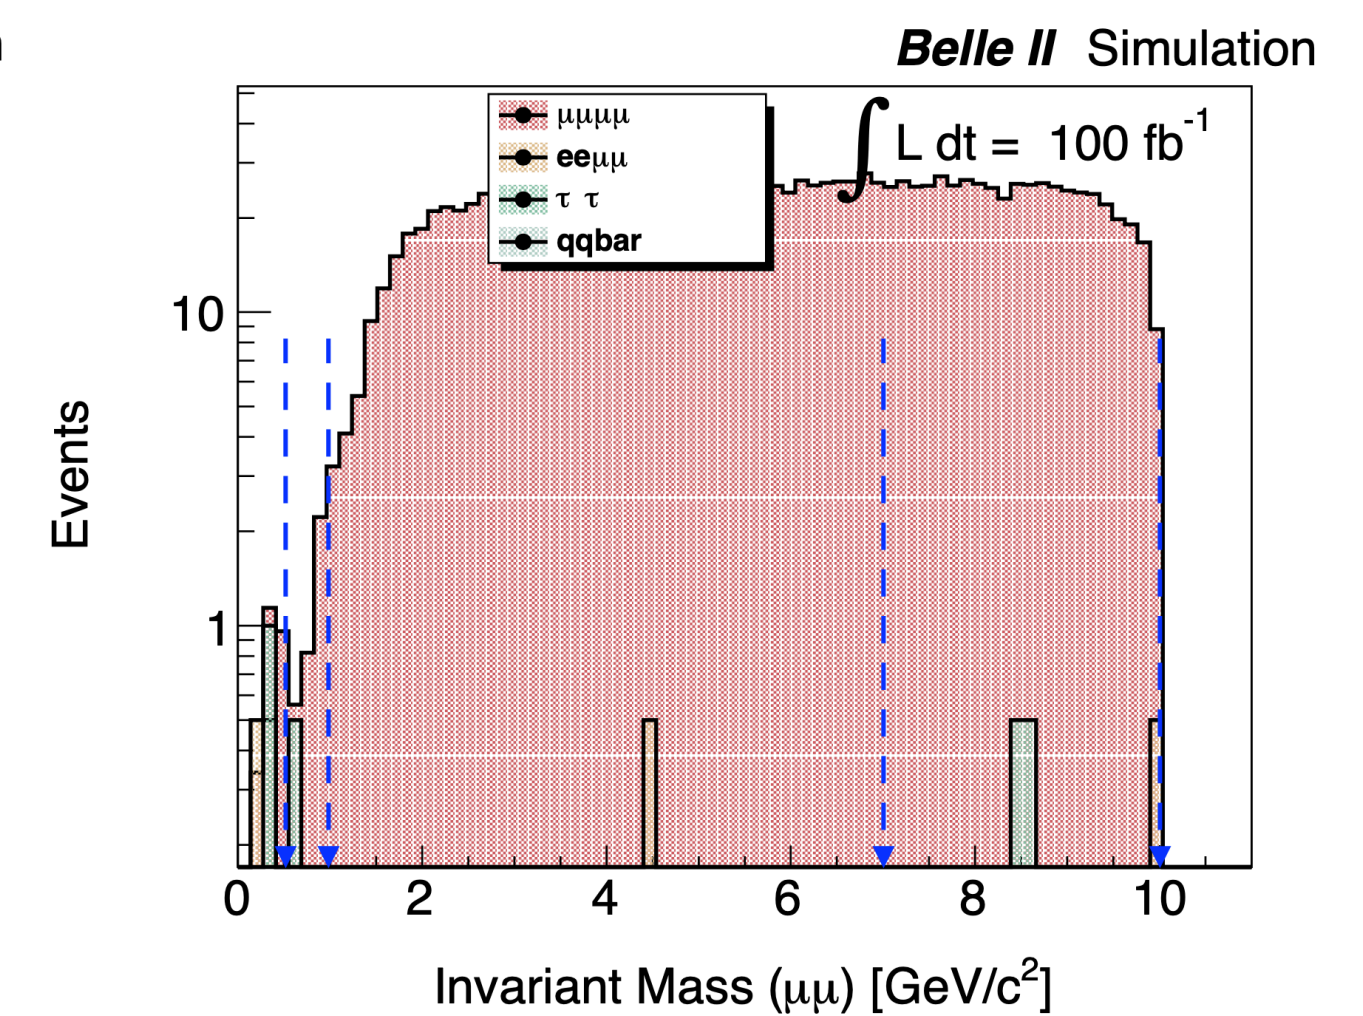 Belle II Simulation
μμμμ
eeμμ
τ τ
qqbar
∫ L dt = 100 fb⁻¹
Events
10
1
0 2 4 6 8 10
Invariant Mass (μμ) [GeV/c²]